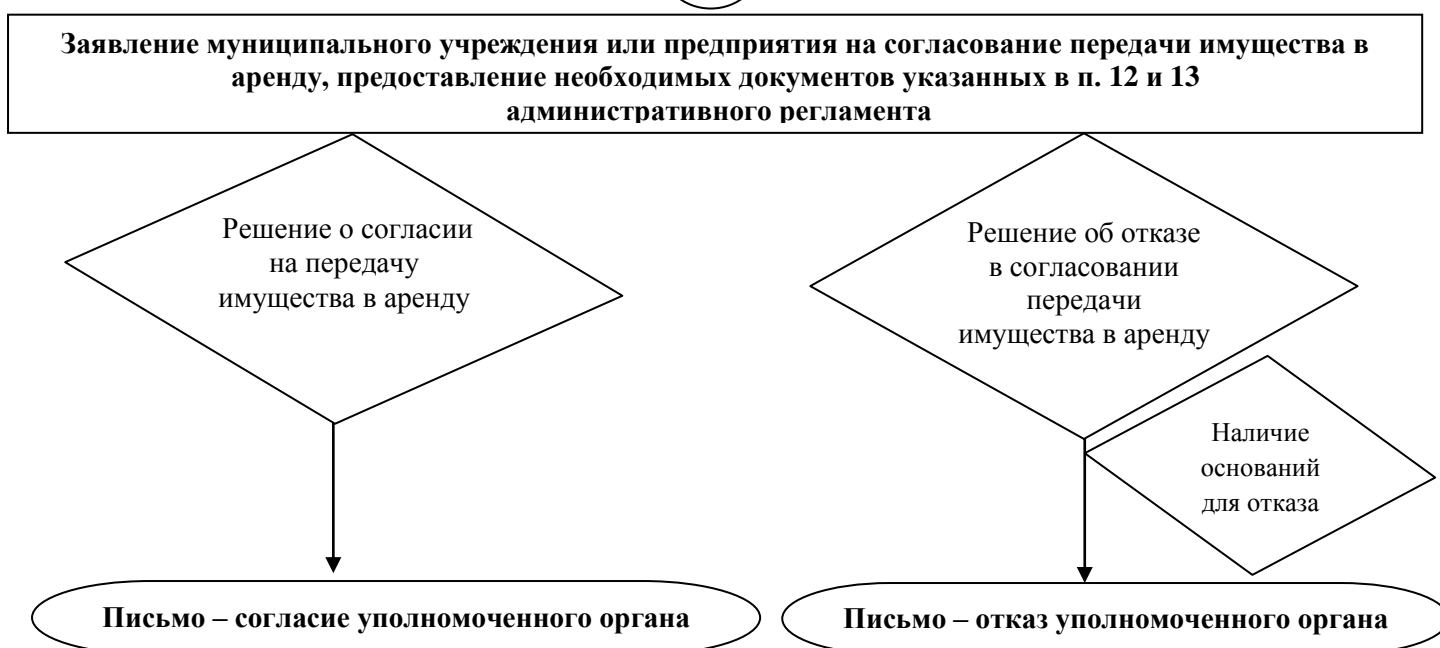 Заявление муниципального учреждения или предприятия на согласование передачи имущества в
аренду, предоставление необходимых документов указанных в п. 12 и 13
административного регламента
Решение о согласии
на передачу
имущества в аренду
Решение об отказе
в согласовании
передачи
имущества в аренду
Наличие
оснований
для отказа
Письмо – согласие уполномоченного органа
Письмо – отказ уполномоченного органа